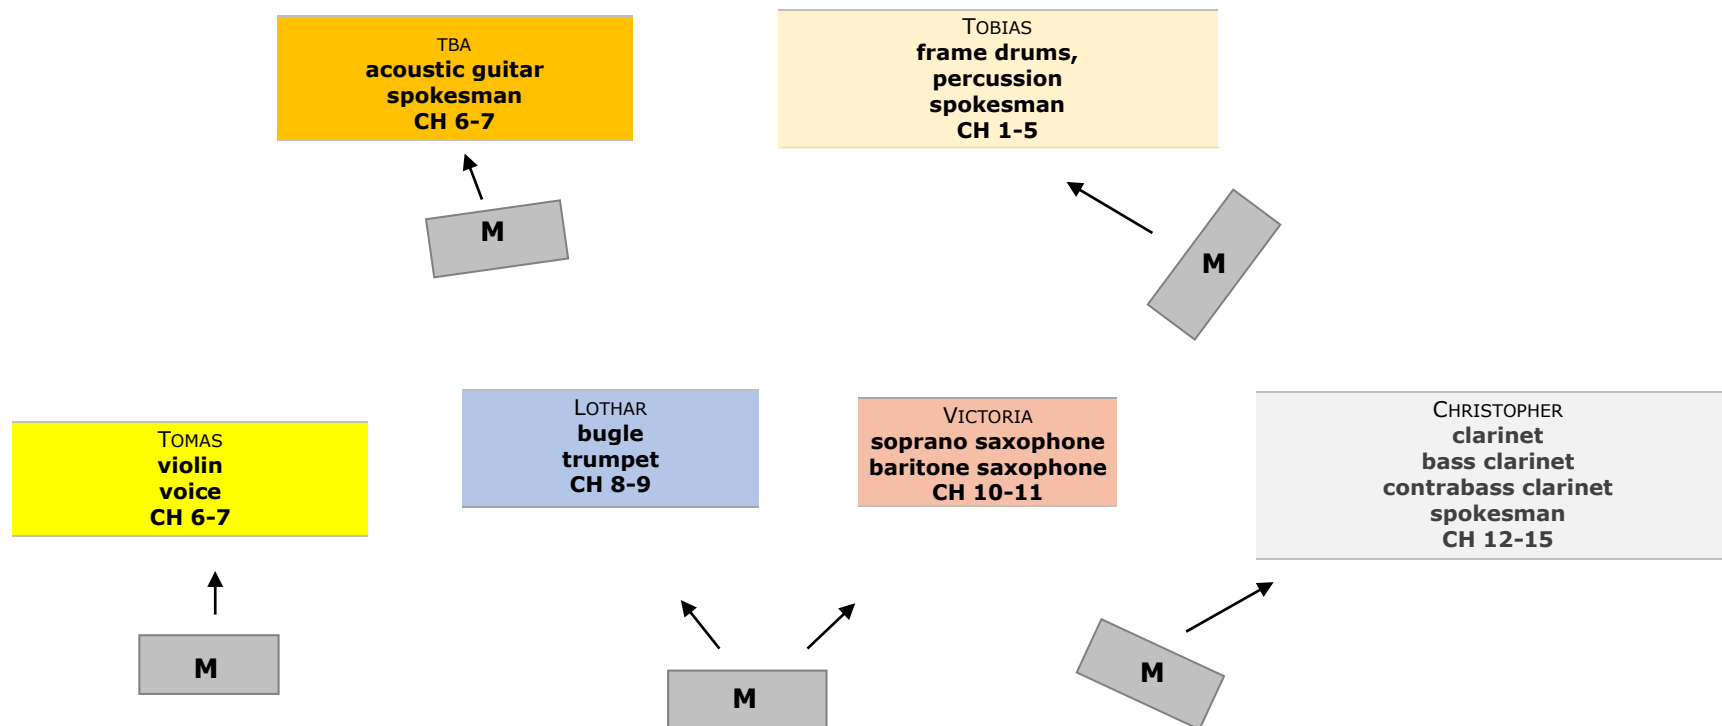 TBA
acoustic guitar
spokesman
CH 6-7
TOBIAS
frame drums,
percussion
spokesman
CH 1-5
M
M
TOMAS
violin
voice
CH 6-7
LOTHAR
bugle
trumpet
CH 8-9
VICTORIA
soprano saxophone
baritone saxophone
CH 10-11
CHRISTOPHER
clarinet
bass clarinet
contrabass clarinet
spokesman
CH 12-15
M
M
M